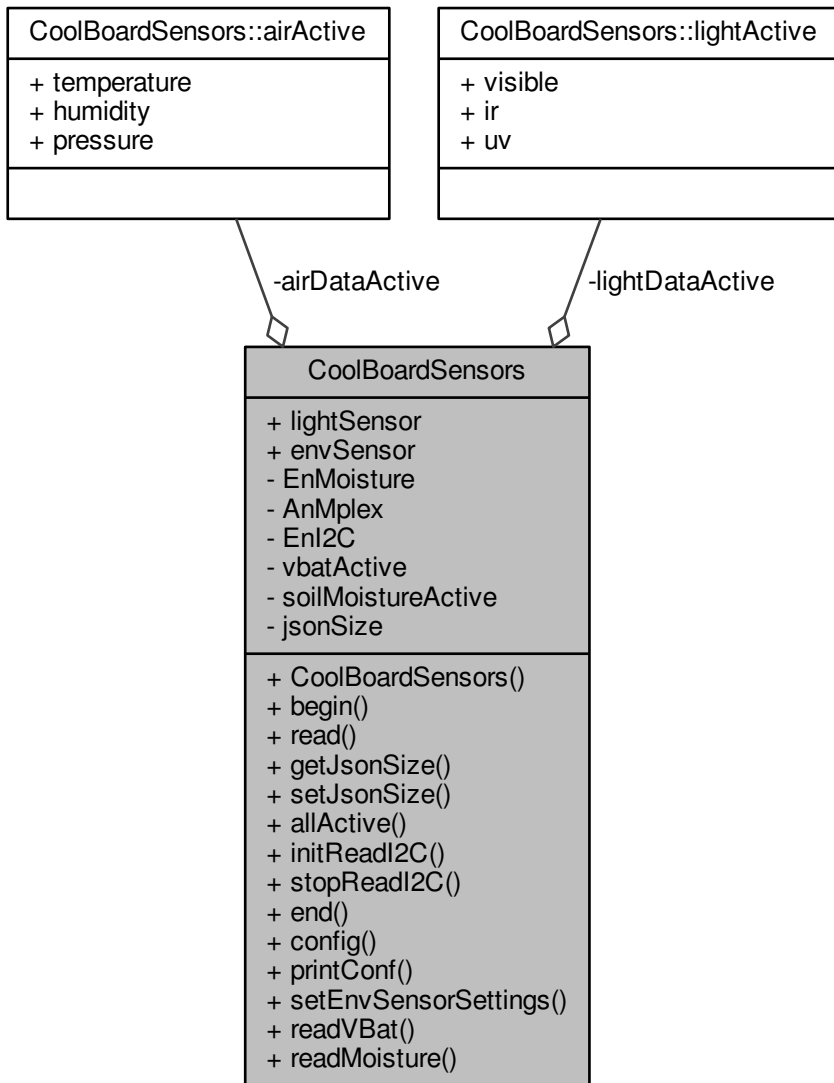 CoolBoardSensors::airActive
+ temperature
+ humidity
+ pressure
CoolBoardSensors::lightActive
+ visible
+ ir
+ uv
-airDataActive
-lightDataActive
CoolBoardSensors
+ lightSensor
+ envSensor
- EnMoisture
- AnMplex
- EnI2C
- vbatActive
- soilMoistureActive
- jsonSize
+ CoolBoardSensors()
+ begin()
+ read()
+ getJsonSize()
+ setJsonSize()
+ allActive()
+ initReadI2C()
+ stopReadI2C()
+ end()
+ config()
+ printConf()
+ setEnvSensorSettings()
+ readVBat()
+ readMoisture()